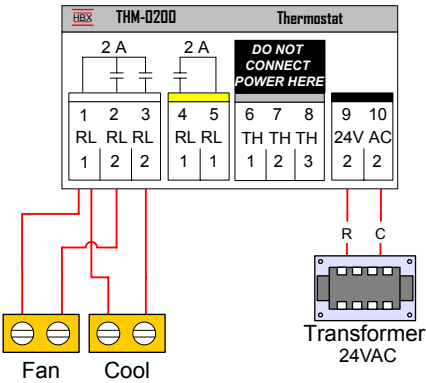 HBX THM-0200 Thermostat
2 A 2 A DO NOT
CONNECT
POWER HERE
1 2 3 4 5 6 7 8 9 10
RL RL RL RL RL TH TH TH 24V AC
1 2 2 1 1 1 2 3 2 2
R C
Transformer
24VAC
Fan Cool